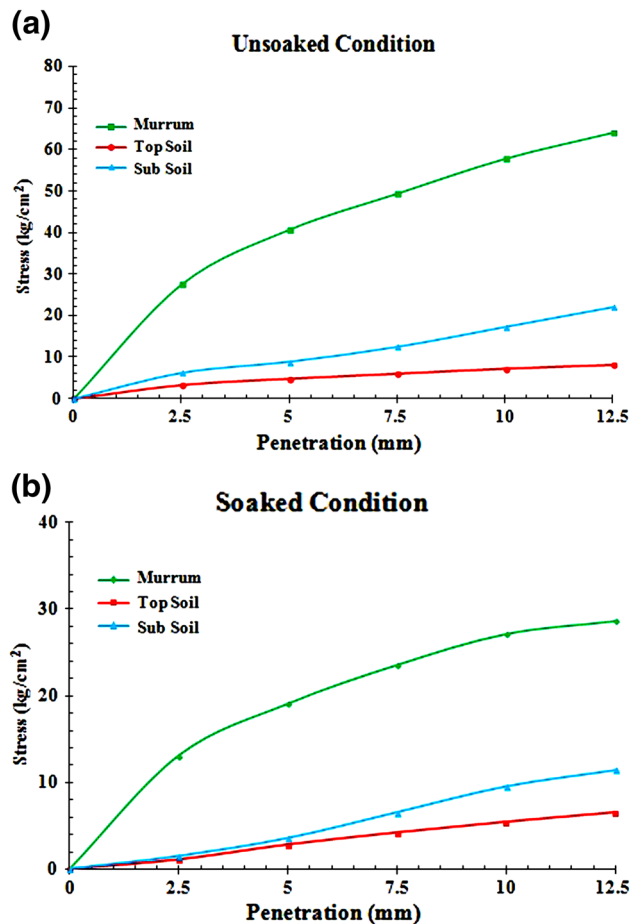 (a)
Unsoaked Condition
80
70
60
50
40
30
20
10
0
Stress (kg/cm²)
Murrum
Top Soil
Sub Soil
0
2.5
5
7.5
10
12.5
Penetration (mm)
(b)
Soaked Condition
40
30
20
10
0
Stress (kg/cm²)
Murrum
Top Soil
Sub Soil
0
2.5
5
7.5
10
12.5
Penetration (mm)